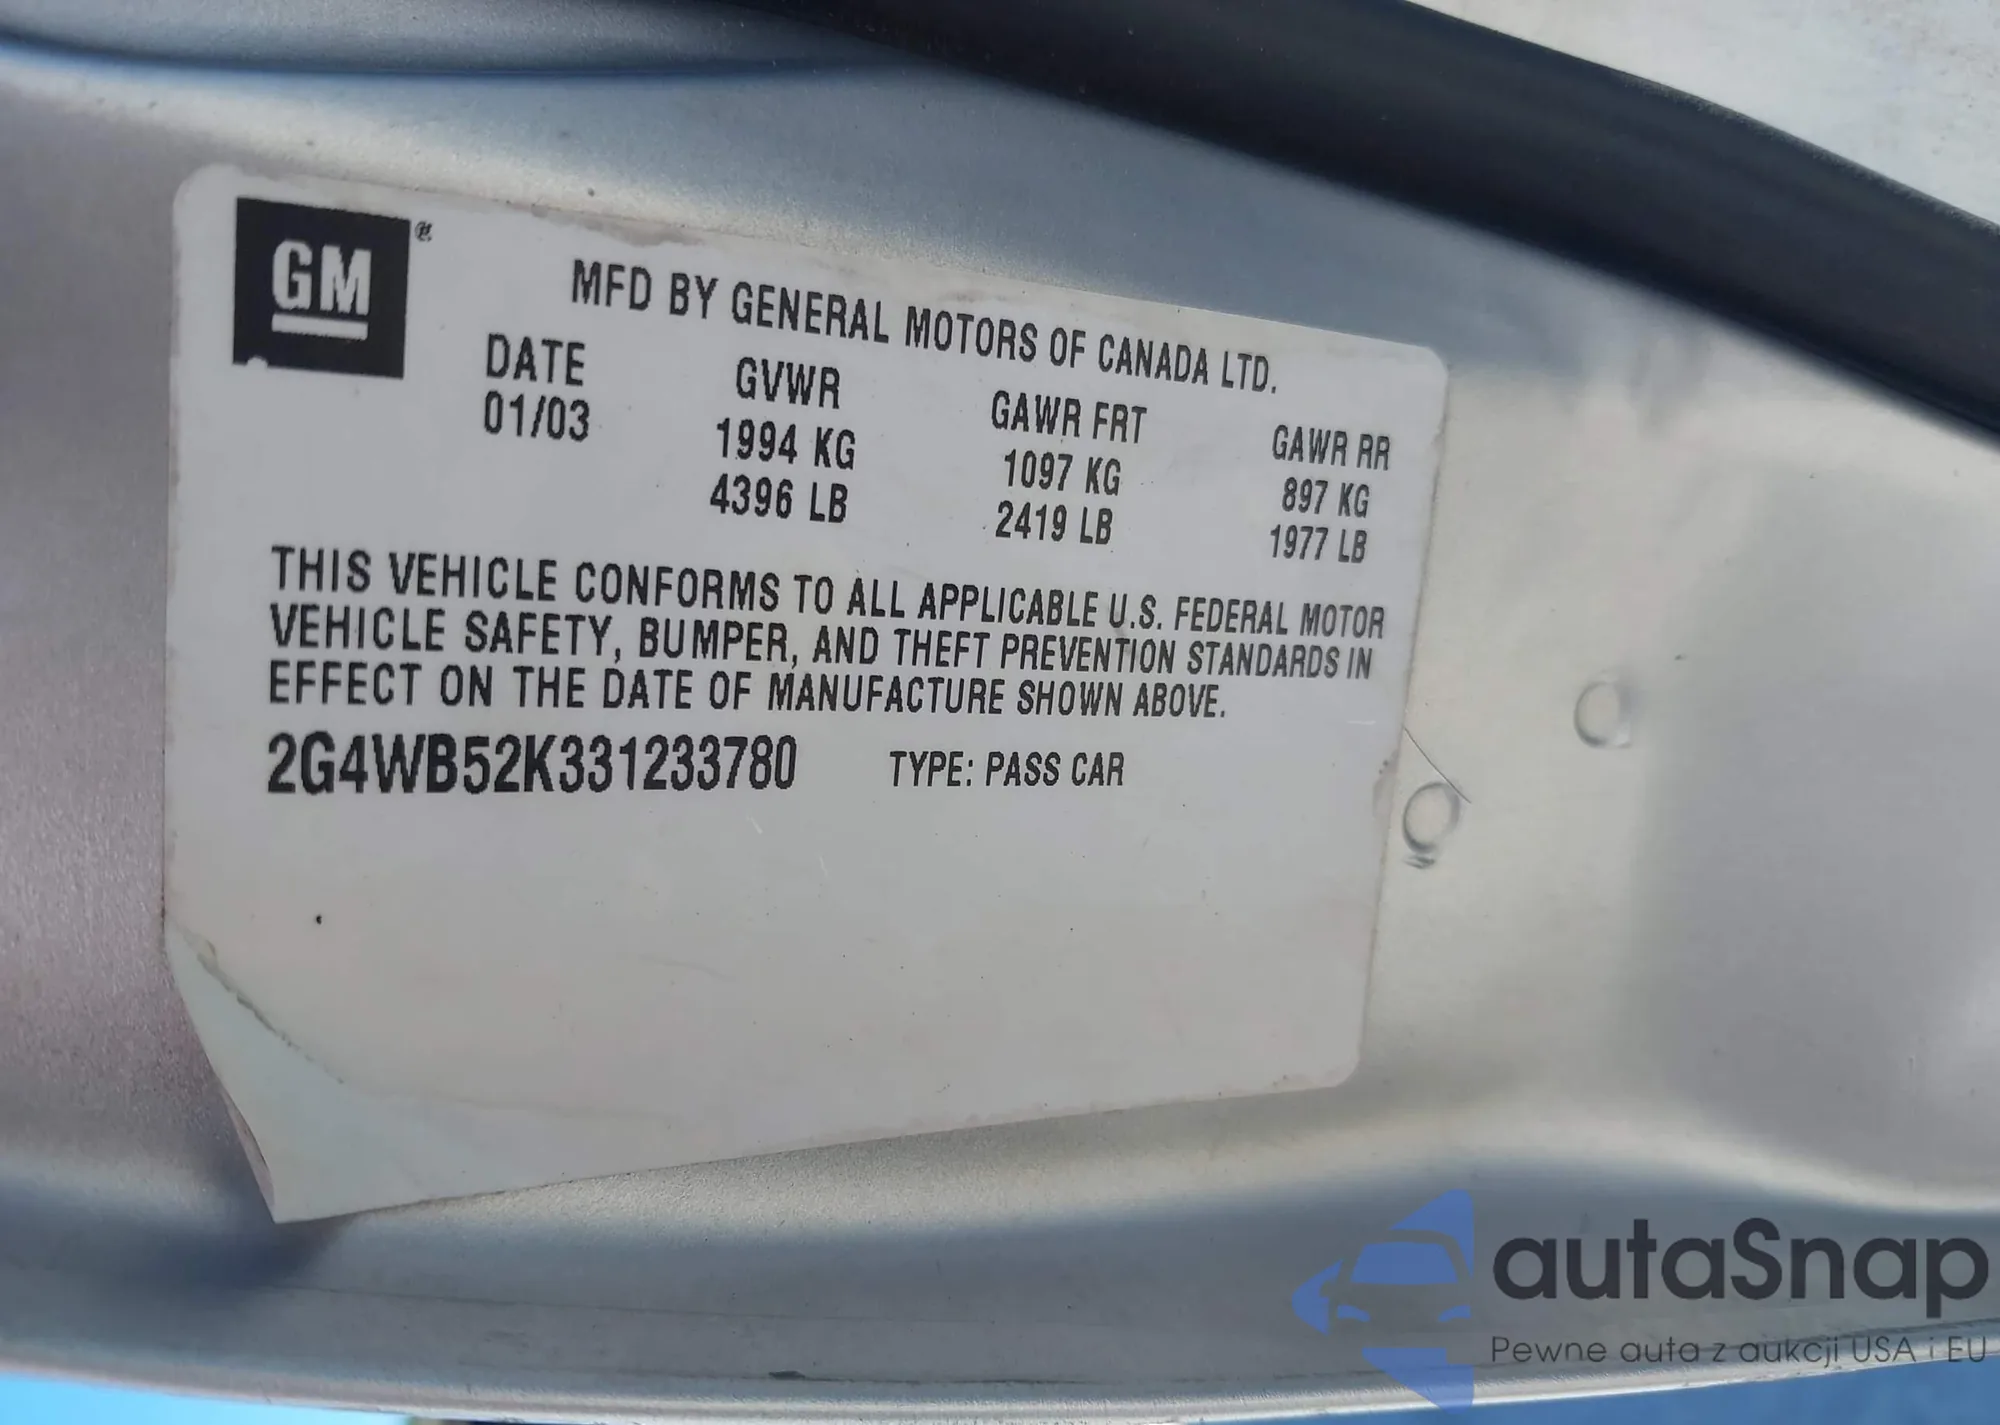 GM ®
MFD BY GENERAL MOTORS OF CANADA LTD.
DATE GVWR GAWR FRT GAWR RR
01/03 1994 KG 1097 KG 897 KG
4396 LB 2419 LB 1977 LB
THIS VEHICLE CONFORMS TO ALL APPLICABLE U.S. FEDERAL MOTOR
VEHICLE SAFETY, BUMPER, AND THEFT PREVENTION STANDARDS IN
EFFECT ON THE DATE OF MANUFACTURE SHOWN ABOVE.
2G4WB52K331233780 TYPE: PASS CAR
autaSnap
Pewne auta z aukcji USA i EU